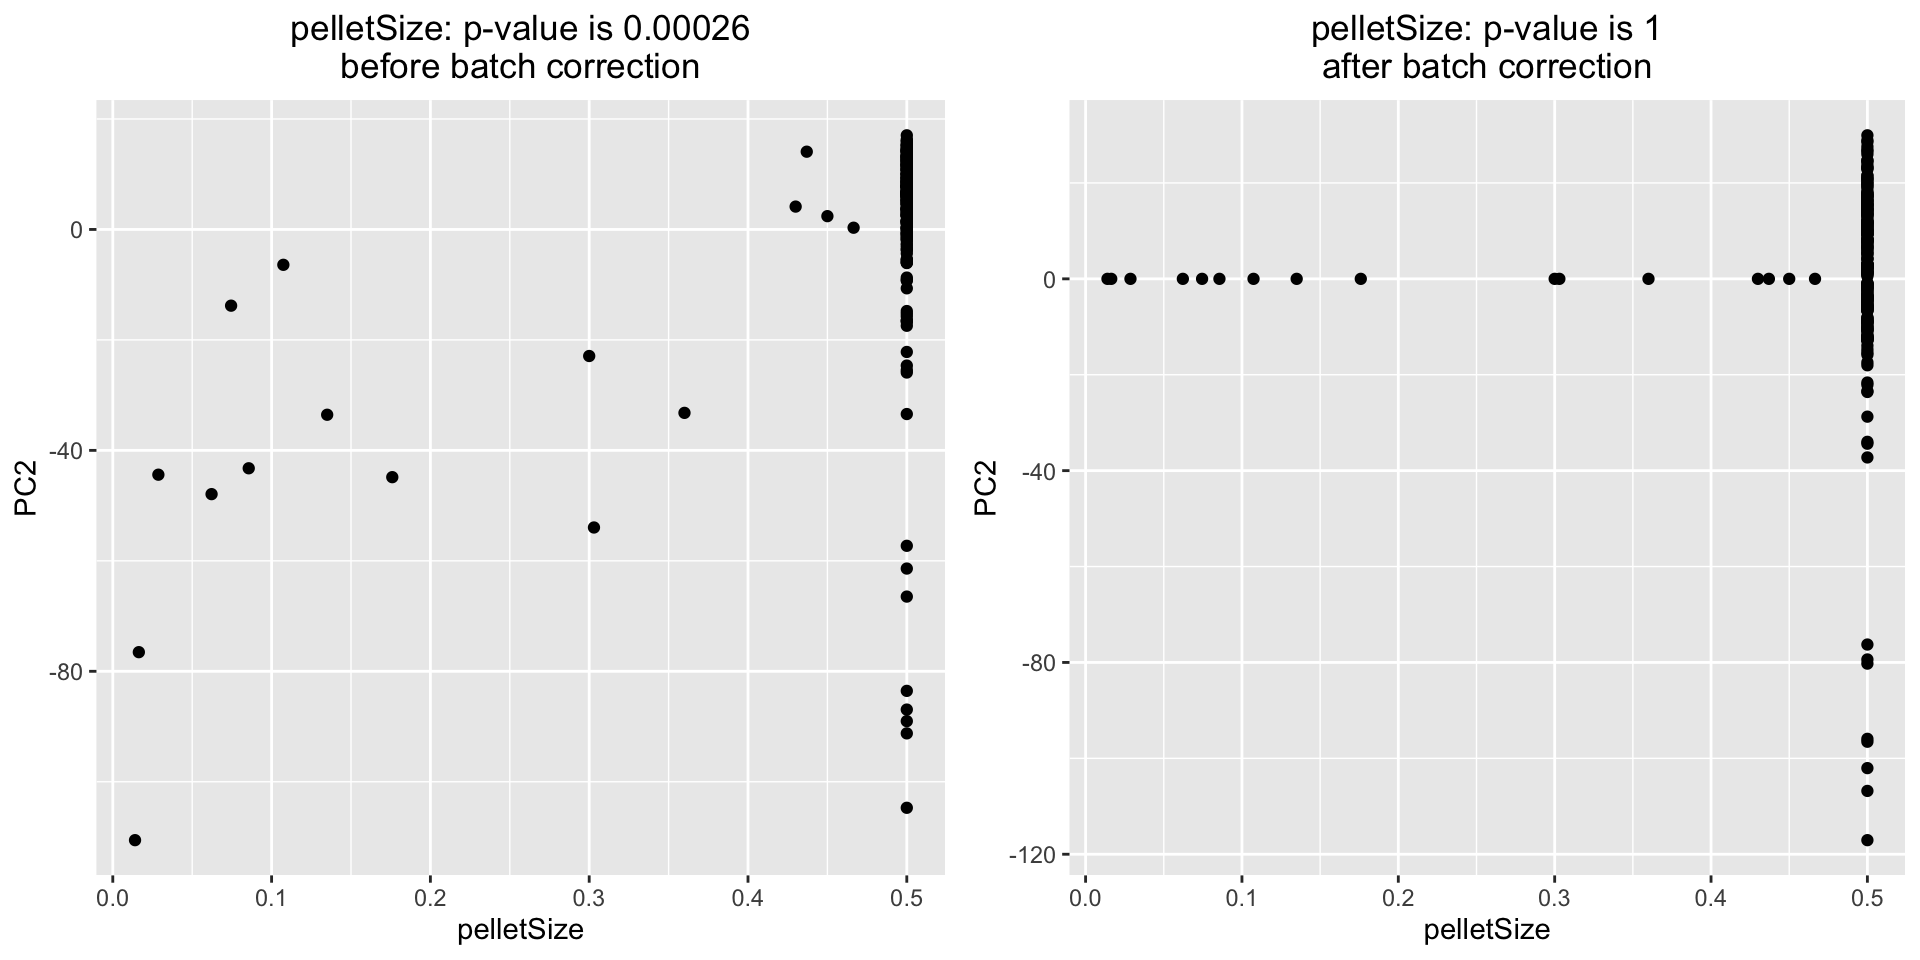 pelletSize: p-value is 0.00026
before batch correction
0
-40
-80
PC2
0.0 0.1 0.2 0.3 0.4 0.5
pelletSize
pelletSize: p-value is 1
after batch correction
0
-40
-80
-120
PC2
0.0 0.1 0.2 0.3 0.4 0.5
pelletSize